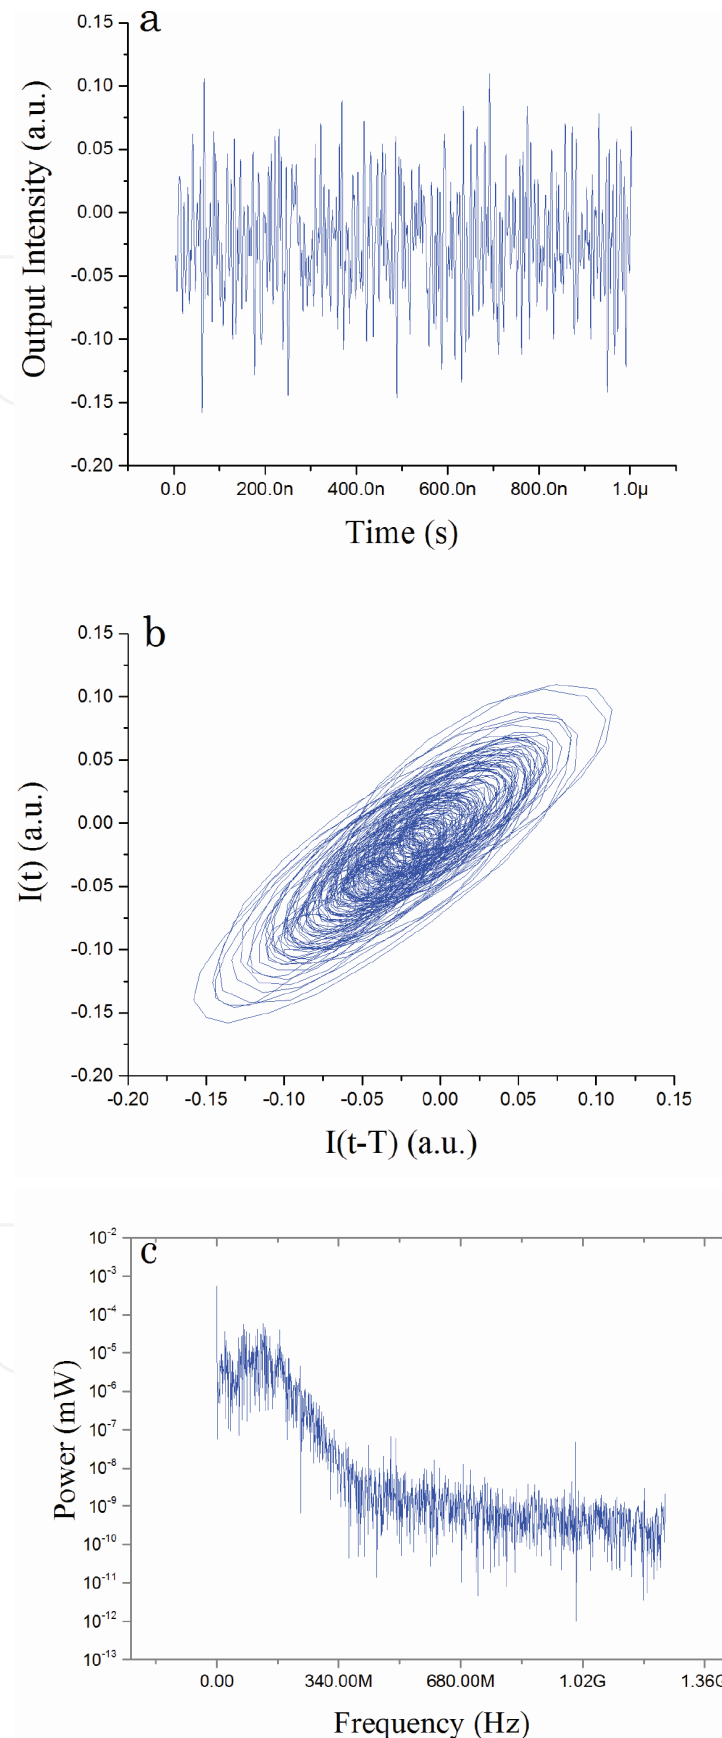 a
0.15
0.10
0.05
0.00
-0.05
-0.10
-0.15
-0.20
Output Intensity (a.u.)
0.0 200.0n 400.0n 600.0n 800.0n 1.0µ
Time (s)
b
0.15
0.10
0.05
0.00
-0.05
-0.10
-0.15
-0.20
I(t) (a.u.)
-0.20 -0.15 -0.10 -0.05 0.00 0.05 0.10 0.15
I(t-T) (a.u.)
c
10-2
10-3
10-4
10-5
10-6
10-7
10-8
10-9
10-10
10-11
10-12
10-13
Power (mW)
0.00 340.00M 680.00M 1.02G 1.36G
Frequency (Hz)